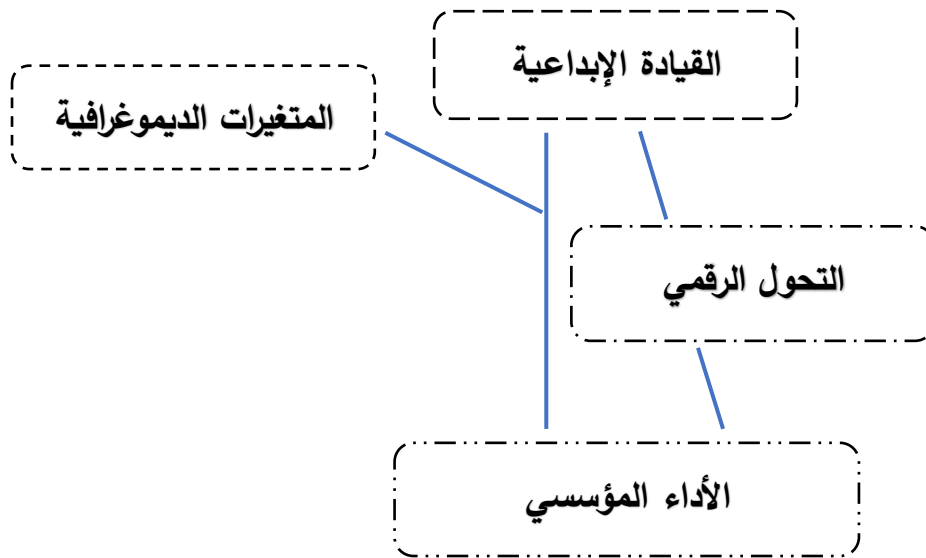 القيادة الإبداعية
المتغيرات الديموغرافية
التحول الرقمي
الأداء المؤسسي